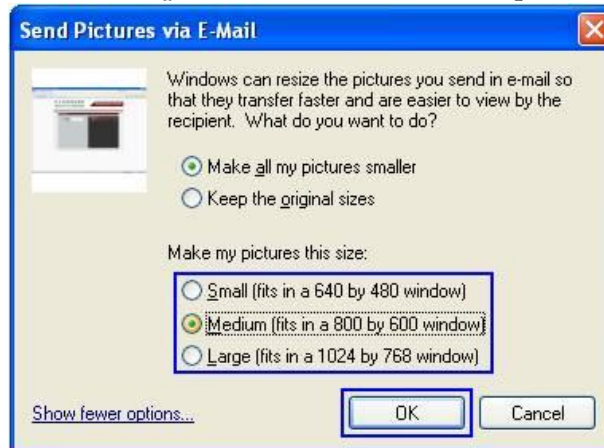 Send Pictures via E-Mail
Windows can resize the pictures you send in e-mail so
that they transfer faster and are easier to view by the
recipient. What do you want to do?
Make all my pictures smaller
Keep the original sizes
Make my pictures this size:
Small (fits in a 640 by 480 window)
Medium (fits in a 800 by 600 window)
Large (fits in a 1024 by 768 window)
Show fewer options...
OK
Cancel